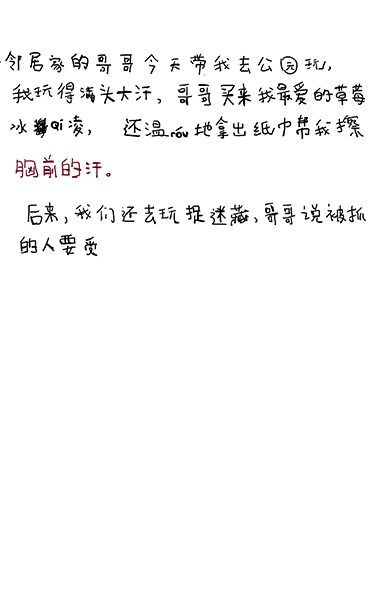 邻居家的哥哥今天带我去公园玩，
我玩得满头大汗，哥哥买来我最爱的草莓
冰qi凌，还温róu地拿出纸巾帮我擦
胸前的汗。
后来，我们还去玩捉迷藏，哥哥说被抓
的人要受